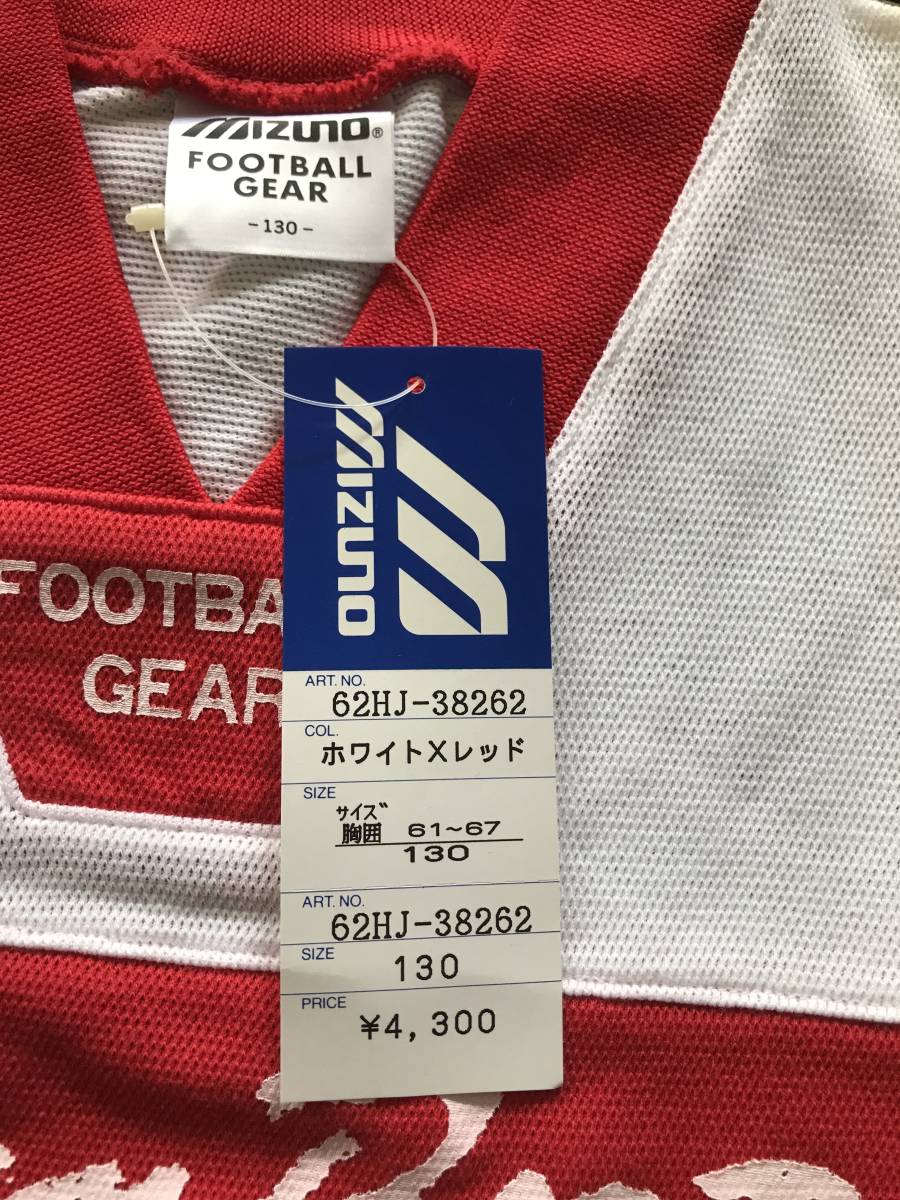 MIZUNO®
FOOTBALL
GEAR
-130-
MIZUNO
FOOTBA
GEAR
ART. NO.
62HJ-38262
COL.
ホワイトXレッド
SIZE
サイズ
胸囲 61~67
130
ART. NO.
62HJ-38262
SIZE
130
PRICE
¥4,300